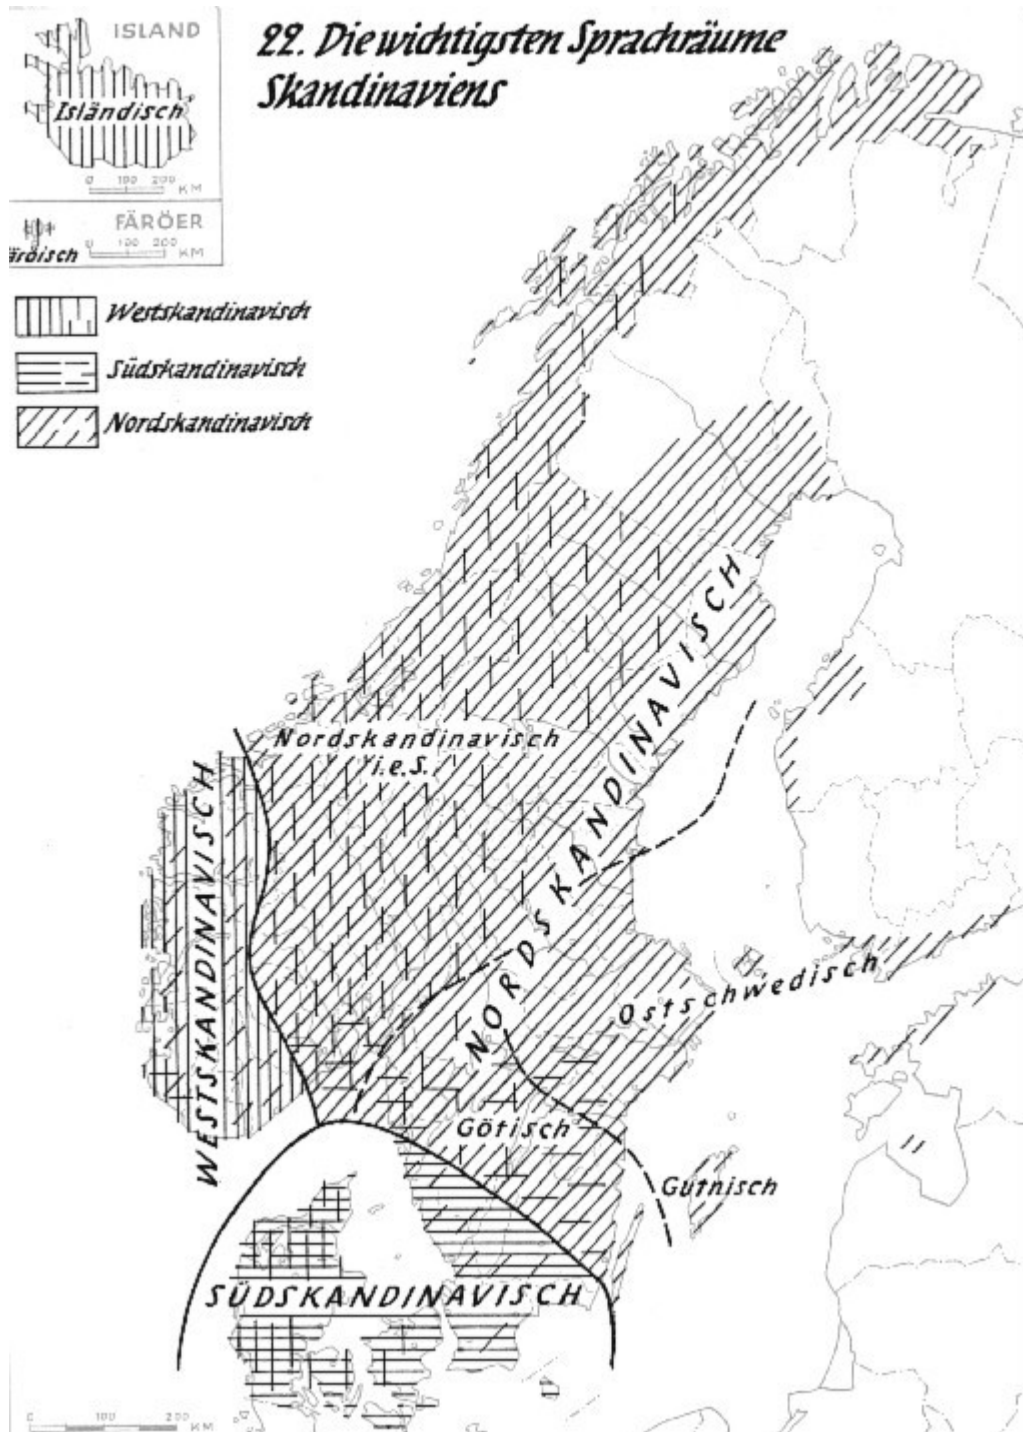 22. Die wichtigsten Sprachräume
Skandinaviens
ISLAND
Isländisch
0 100 200
KM
FÄRÖER
0 100 200
KM
äröisch
Westskandinavisch
Südskandinavisch
Nordskandinavisch
Nordskandinavisch
i.e.S.
NORDSKANDINAVISCH
WESTSKANDINAVISCH
Ostschwedisch
Götisch
Gutnisch
SÜDSKANDINAVISCH
0 100 200
KM